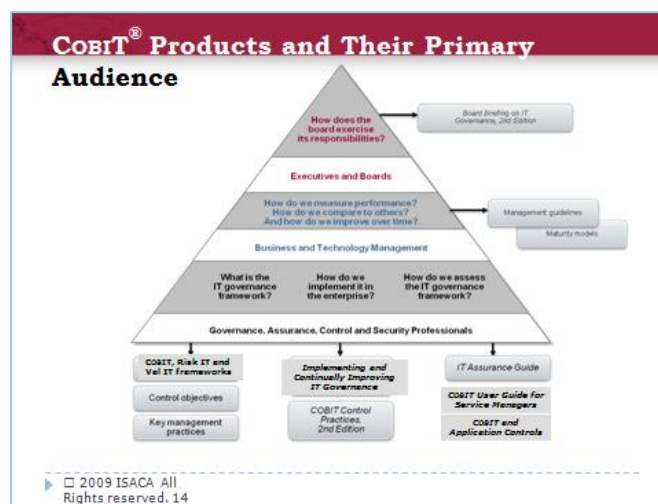 COBIT® Products and Their Primary
Audience
How does the
board exercise
its responsibilities?
Board Briefing on IT
Governance, 2nd Edition
Executives and Boards
How do we measure performance?
How do we compare to others?
And how do we improve over time?
Management guidelines
Maturity models
Business and Technology Management
What is the
IT governance
framework?
How do we
implement it in
the enterprise?
How do we assess
the IT governance
framework?
Governance, Assurance, Control and Security Professionals
COBIT, Risk IT and
Val IT frameworks
Control objectives
Key management
practices
Implementing and
Continually Improving
IT Governance
COBIT Control
Practices,
2nd Edition
IT Assurance Guide
COBIT User Guide for
Service Managers
COBIT and
Application Controls
□ 2009 ISACA All
Rights reserved. 14